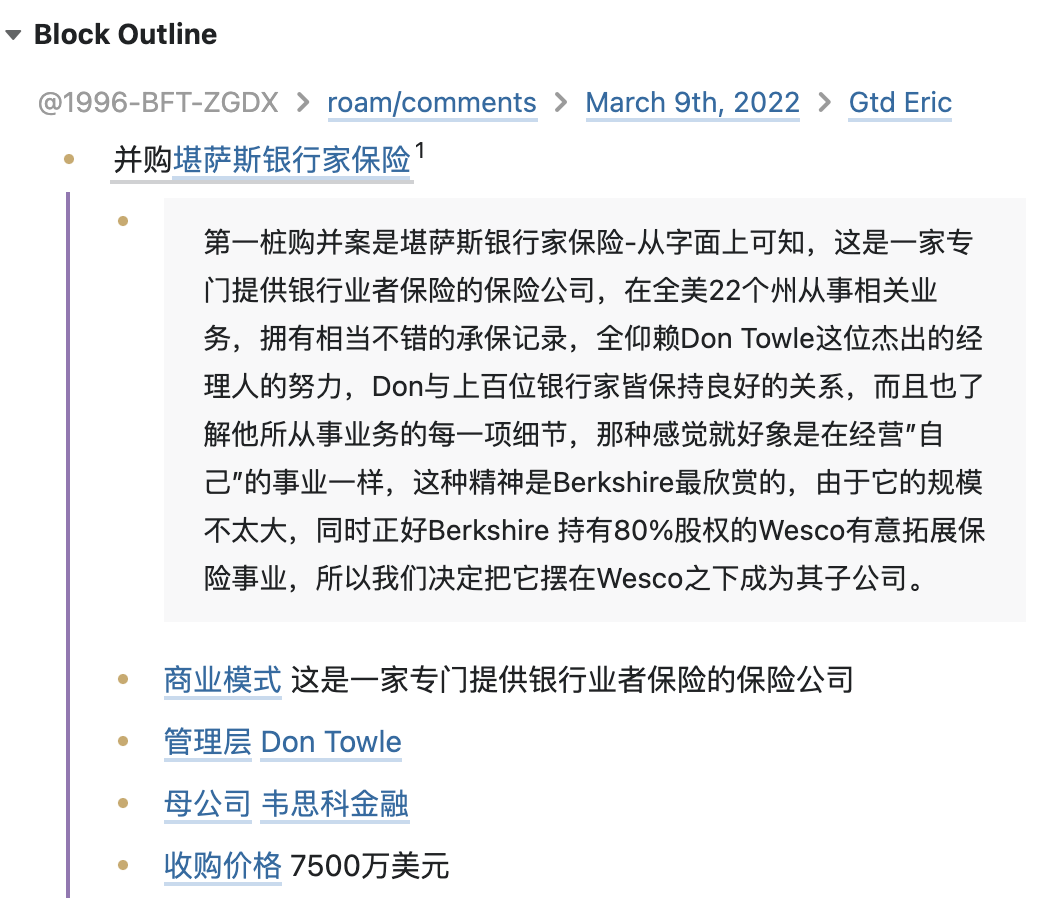 Block Outline
@1996-BFT-ZGDX > roam/comments > March 9th, 2022 > Gtd Eric
并购堪萨斯银行家保险1
第一桩购并案是堪萨斯银行家保险-从字面上可知，这是一家专
门提供银行业者保险的保险公司，在全美22个州从事相关业
务，拥有相当不错的承保记录，全仰赖Don Towle这位杰出的经
理人的努力，Don与上百位银行家皆保持良好的关系，而且也了
解他所从事业务的每一项细节，那种感觉就好象是在经营"自
己"的事业一样，这种精神是Berkshire最欣赏的，由于它的规模
不太大，同时正好Berkshire 持有80%股权的Wesco有意拓展保
险事业，所以我们决定把它摆在Wesco之下成为其子公司。
商业模式 这是一家专门提供银行业者保险的保险公司
管理层 Don Towle
母公司 韦思科金融
收购价格 7500万美元